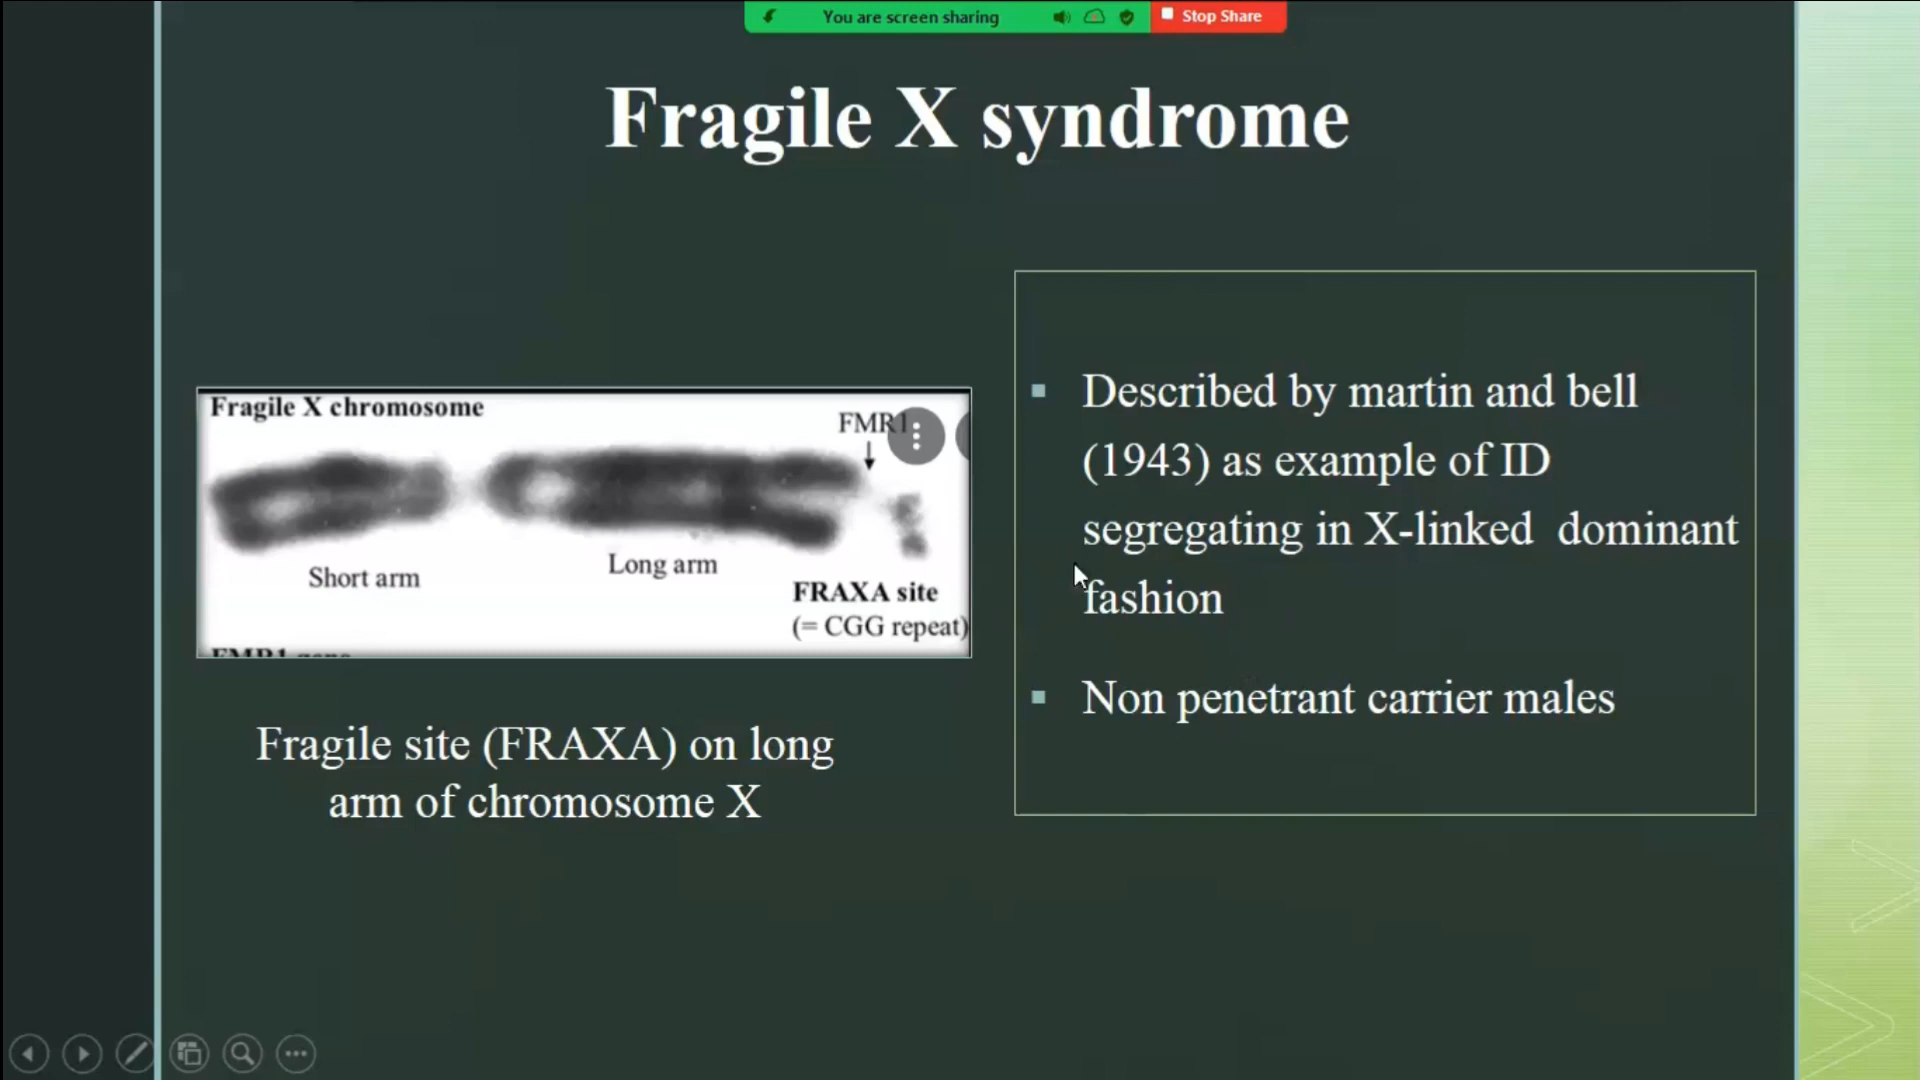 You are screen sharing
Stop Share
Fragile X syndrome
Fragile X chromosome
FMR1
Short arm
Long arm
FRAXA site
(= CGG repeat)
FMR1 gene
Fragile site (FRAXA) on long
arm of chromosome X
Described by martin and bell
(1943) as example of ID
segregating in X-linked dominant
fashion
Non penetrant carrier males